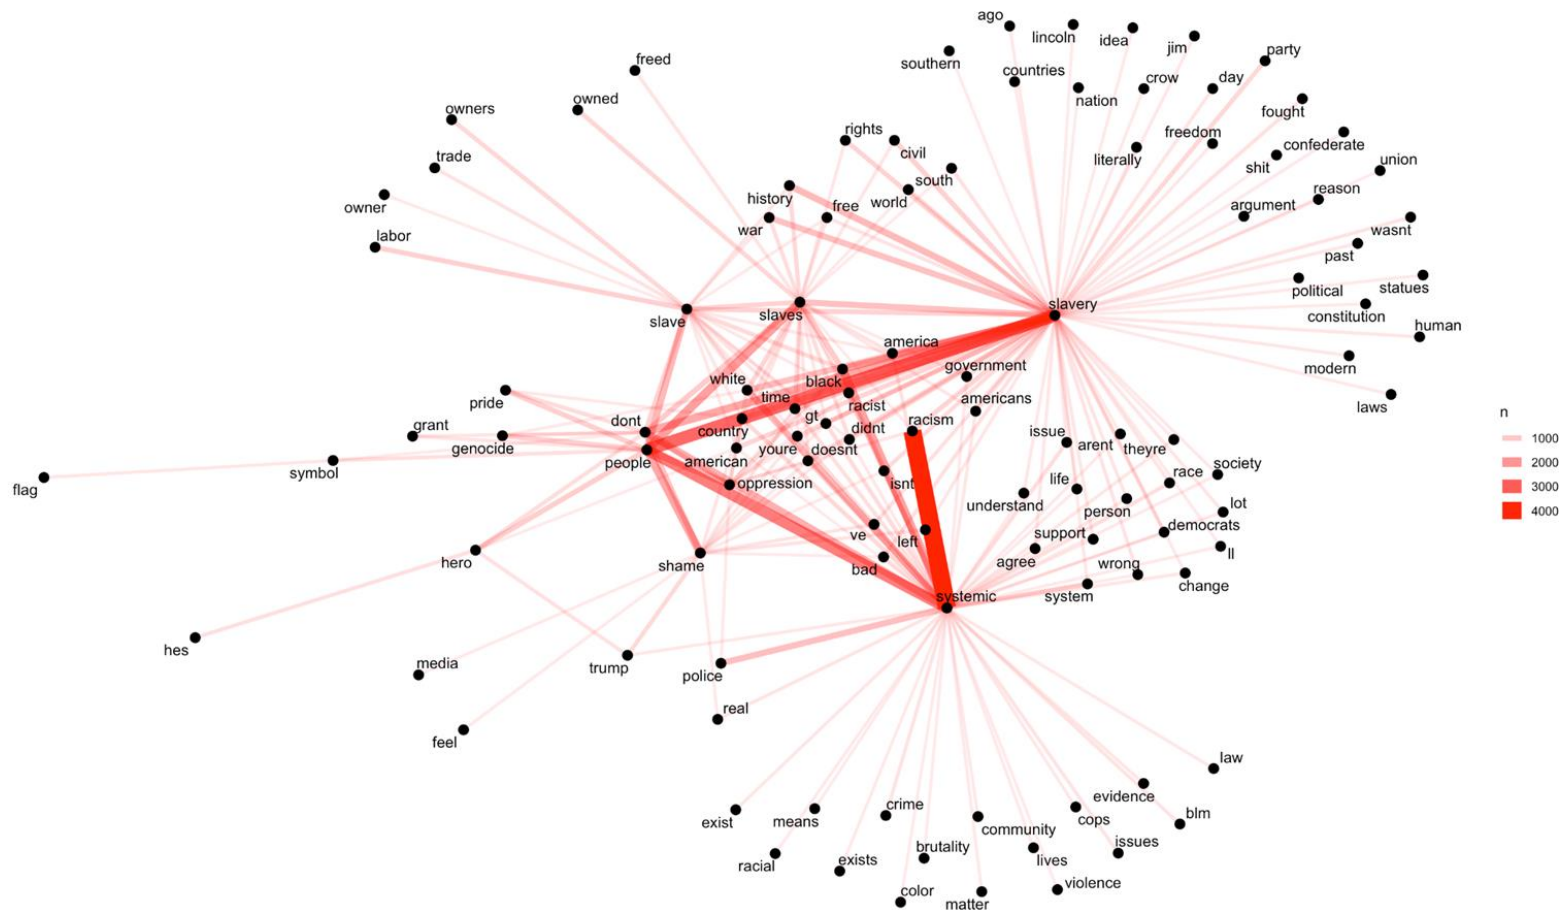 ago
lincoln
idea
jim
party
southern
countries
nation
crow
day
fought
freed
owned
owners
trade
owner
labor
rights
civil
south
history
free
world
war
literally
freedom
shit
confederate
union
reason
argument
wasnt
past
political
statues
constitution
human
modern
laws
slave
slaves
slavery
america
government
white
black
time
racist
americans
gt
racism
pride
grant
genocide
dont
country
didnt
people
american
youre
doesnt
oppression
isnt
flag
symbol
issue
arent
theyre
race
society
life
understand
person
lot
support
democrats
ll
agree
wrong
change
system
ve
left
bad
systemic
hero
shame
hes
media
trump
police
real
feel
law
evidence
blm
cops
issues
crime
community
exist
means
brutality
lives
racial
exists
color
matter
violence
n
1000
2000
3000
4000